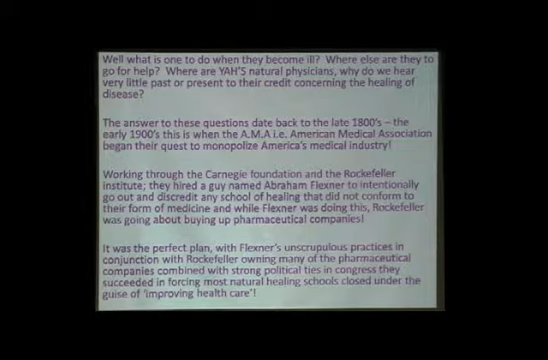 Well what is one to do when they become ill? Where else are they to
go for help? Where are YAH'S natural physicians, why do we hear
very little past or present to their credit concerning the healing of
disease?
The answer to these questions date back to the late 1800's – the
early 1900's this is when the A.M.A i.e. American Medical Association
began their quest to monopolize America's medical industry!
Working through the Carnegie foundation and the Rockefeller
institute; they hired a guy named Abraham Flexner to intentionally
go out and discredit any school of healing that did not conform to
their form of medicine and while Flexner was doing this, Rockefeller
was going about buying up pharmaceutical companies!
It was the perfect plan, with Flexner's unscrupulous practices in
conjunction with Rockefeller owning many of the pharmaceutical
companies combined with strong political ties in congress they
succeeded in forcing most natural healing schools closed under the
guise of 'improving health care'!